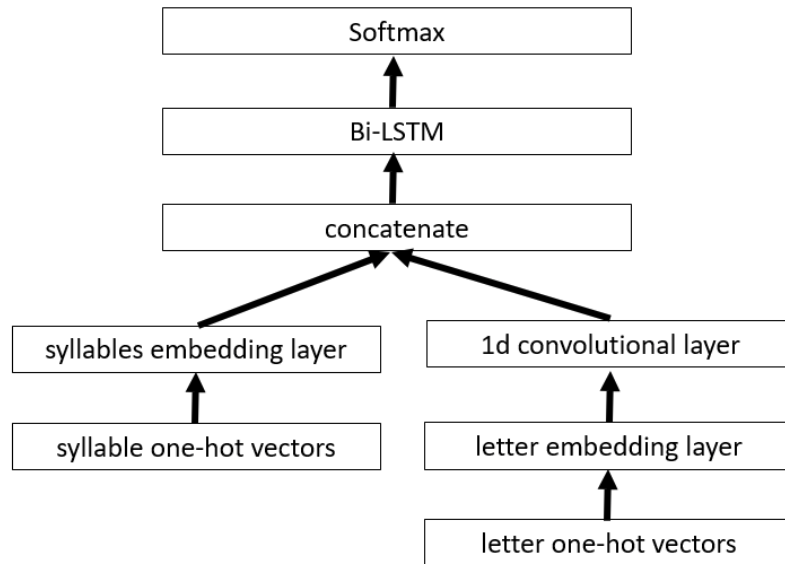 Softmax
Bi-LSTM
concatenate
syllables embedding layer
1d convolutional layer
syllable one-hot vectors
letter embedding layer
letter one-hot vectors